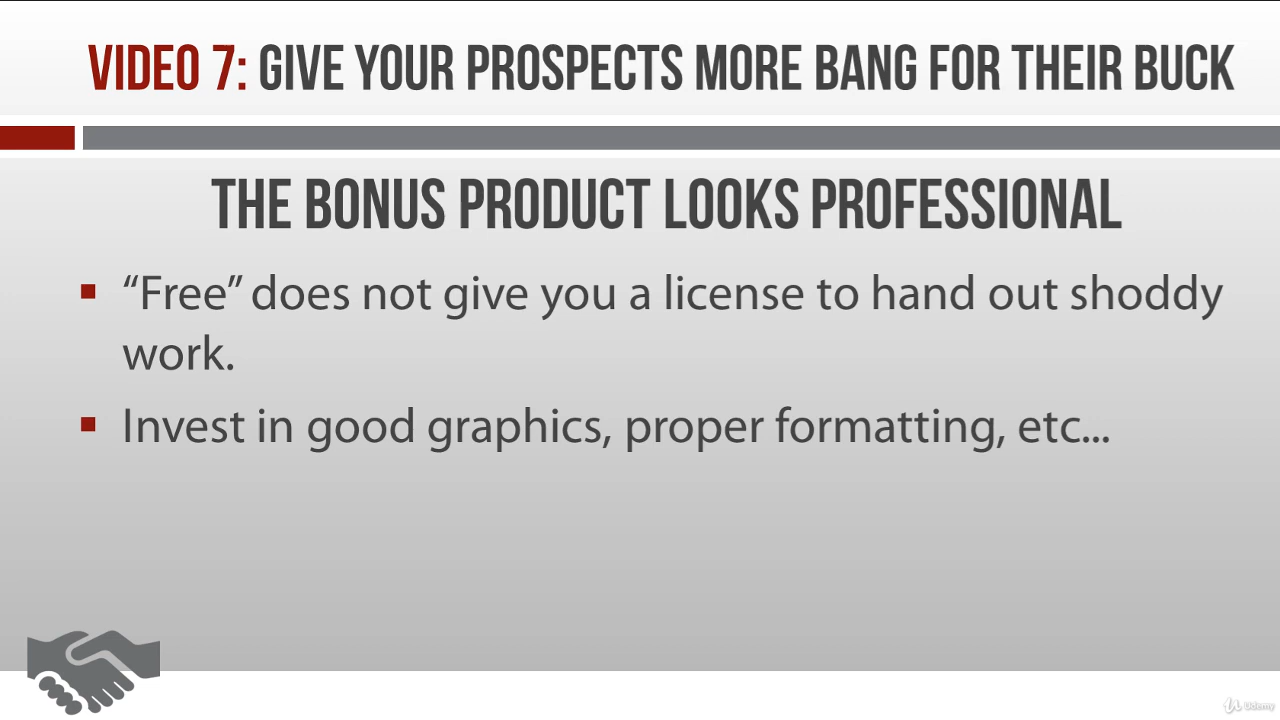 VIDEO 7: GIVE YOUR PROSPECTS MORE BANG FOR THEIR BUCK
THE BONUS PRODUCT LOOKS PROFESSIONAL
▪ “Free” does not give you a license to hand out shoddy
work.
▪ Invest in good graphics, proper formatting, etc...
Udemy